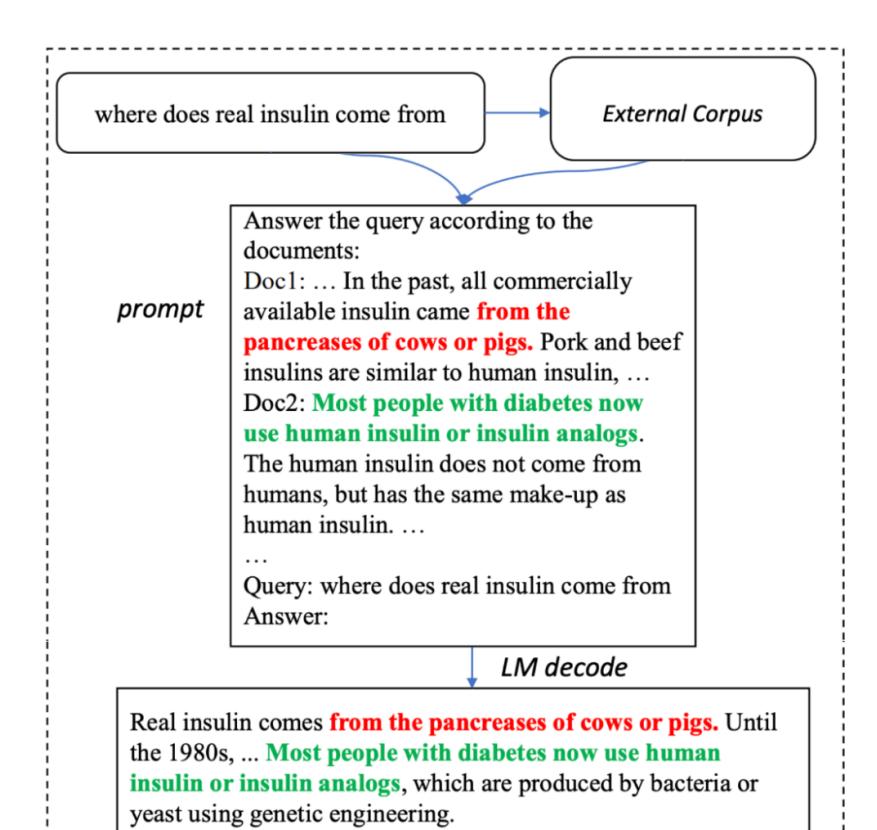 where does real insulin come from
External Corpus
prompt
Answer the query according to the
documents:
Doc1: … In the past, all commercially
available insulin came from the
pancreases of cows or pigs. Pork and beef
insulins are similar to human insulin, …
Doc2: Most people with diabetes now
use human insulin or insulin analogs.
The human insulin does not come from
humans, but has the same make-up as
human insulin. …
…
Query: where does real insulin come from
Answer:
LM decode
Real insulin comes from the pancreases of cows or pigs. Until
the 1980s, ... Most people with diabetes now use human
insulin or insulin analogs, which are produced by bacteria or
yeast using genetic engineering.